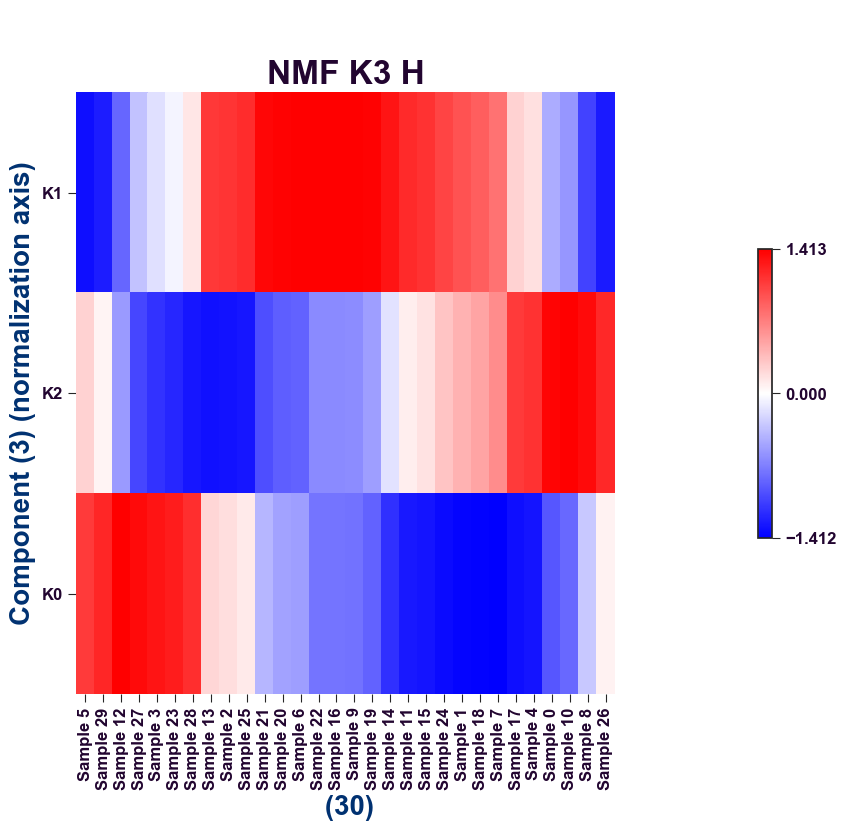 NMF K3 H
Component (3) (normalization axis)
K1
K2
K0
1.413
0.000
−1.412
Sample 5
Sample 29
Sample 12
Sample 27
Sample 3
Sample 23
Sample 28
Sample 13
Sample 2
Sample 25
Sample 21
Sample 20
Sample 6
Sample 22
Sample 16
Sample 9
Sample 19
Sample 14
Sample 11
Sample 15
Sample 24
Sample 1
Sample 18
Sample 7
Sample 17
Sample 4
Sample 0
Sample 10
Sample 8
Sample 26
(30)